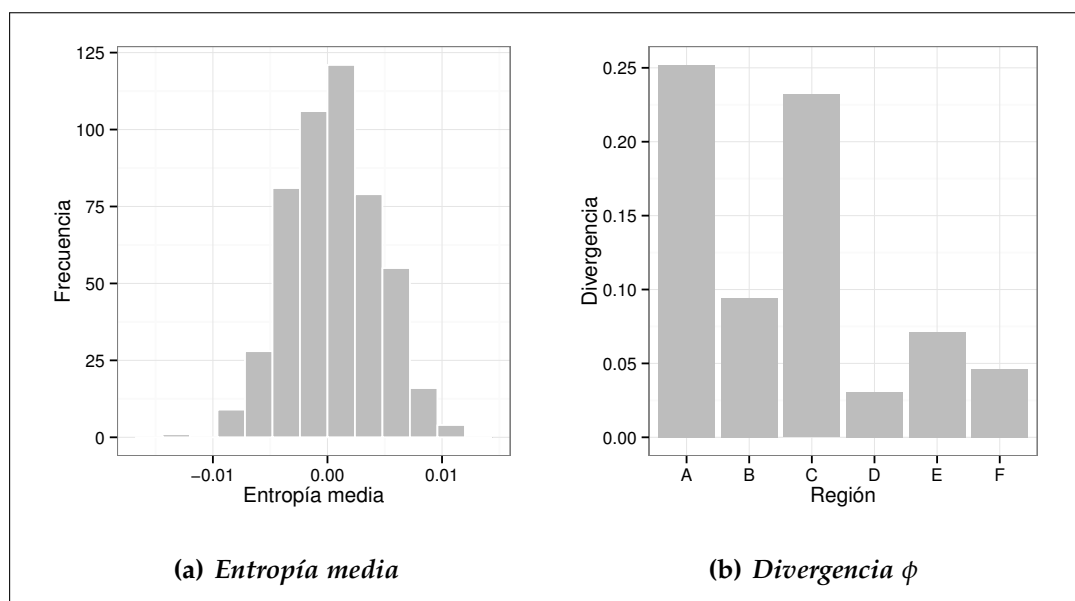 125
100
75
50
25
0
Frecuencia
−0.01 0.00 0.01
Entropía media
(a) Entropía media
0.25
0.20
0.15
0.10
0.05
0.00
Divergencia
A B C D E F
Región
(b) Divergencia ϕ